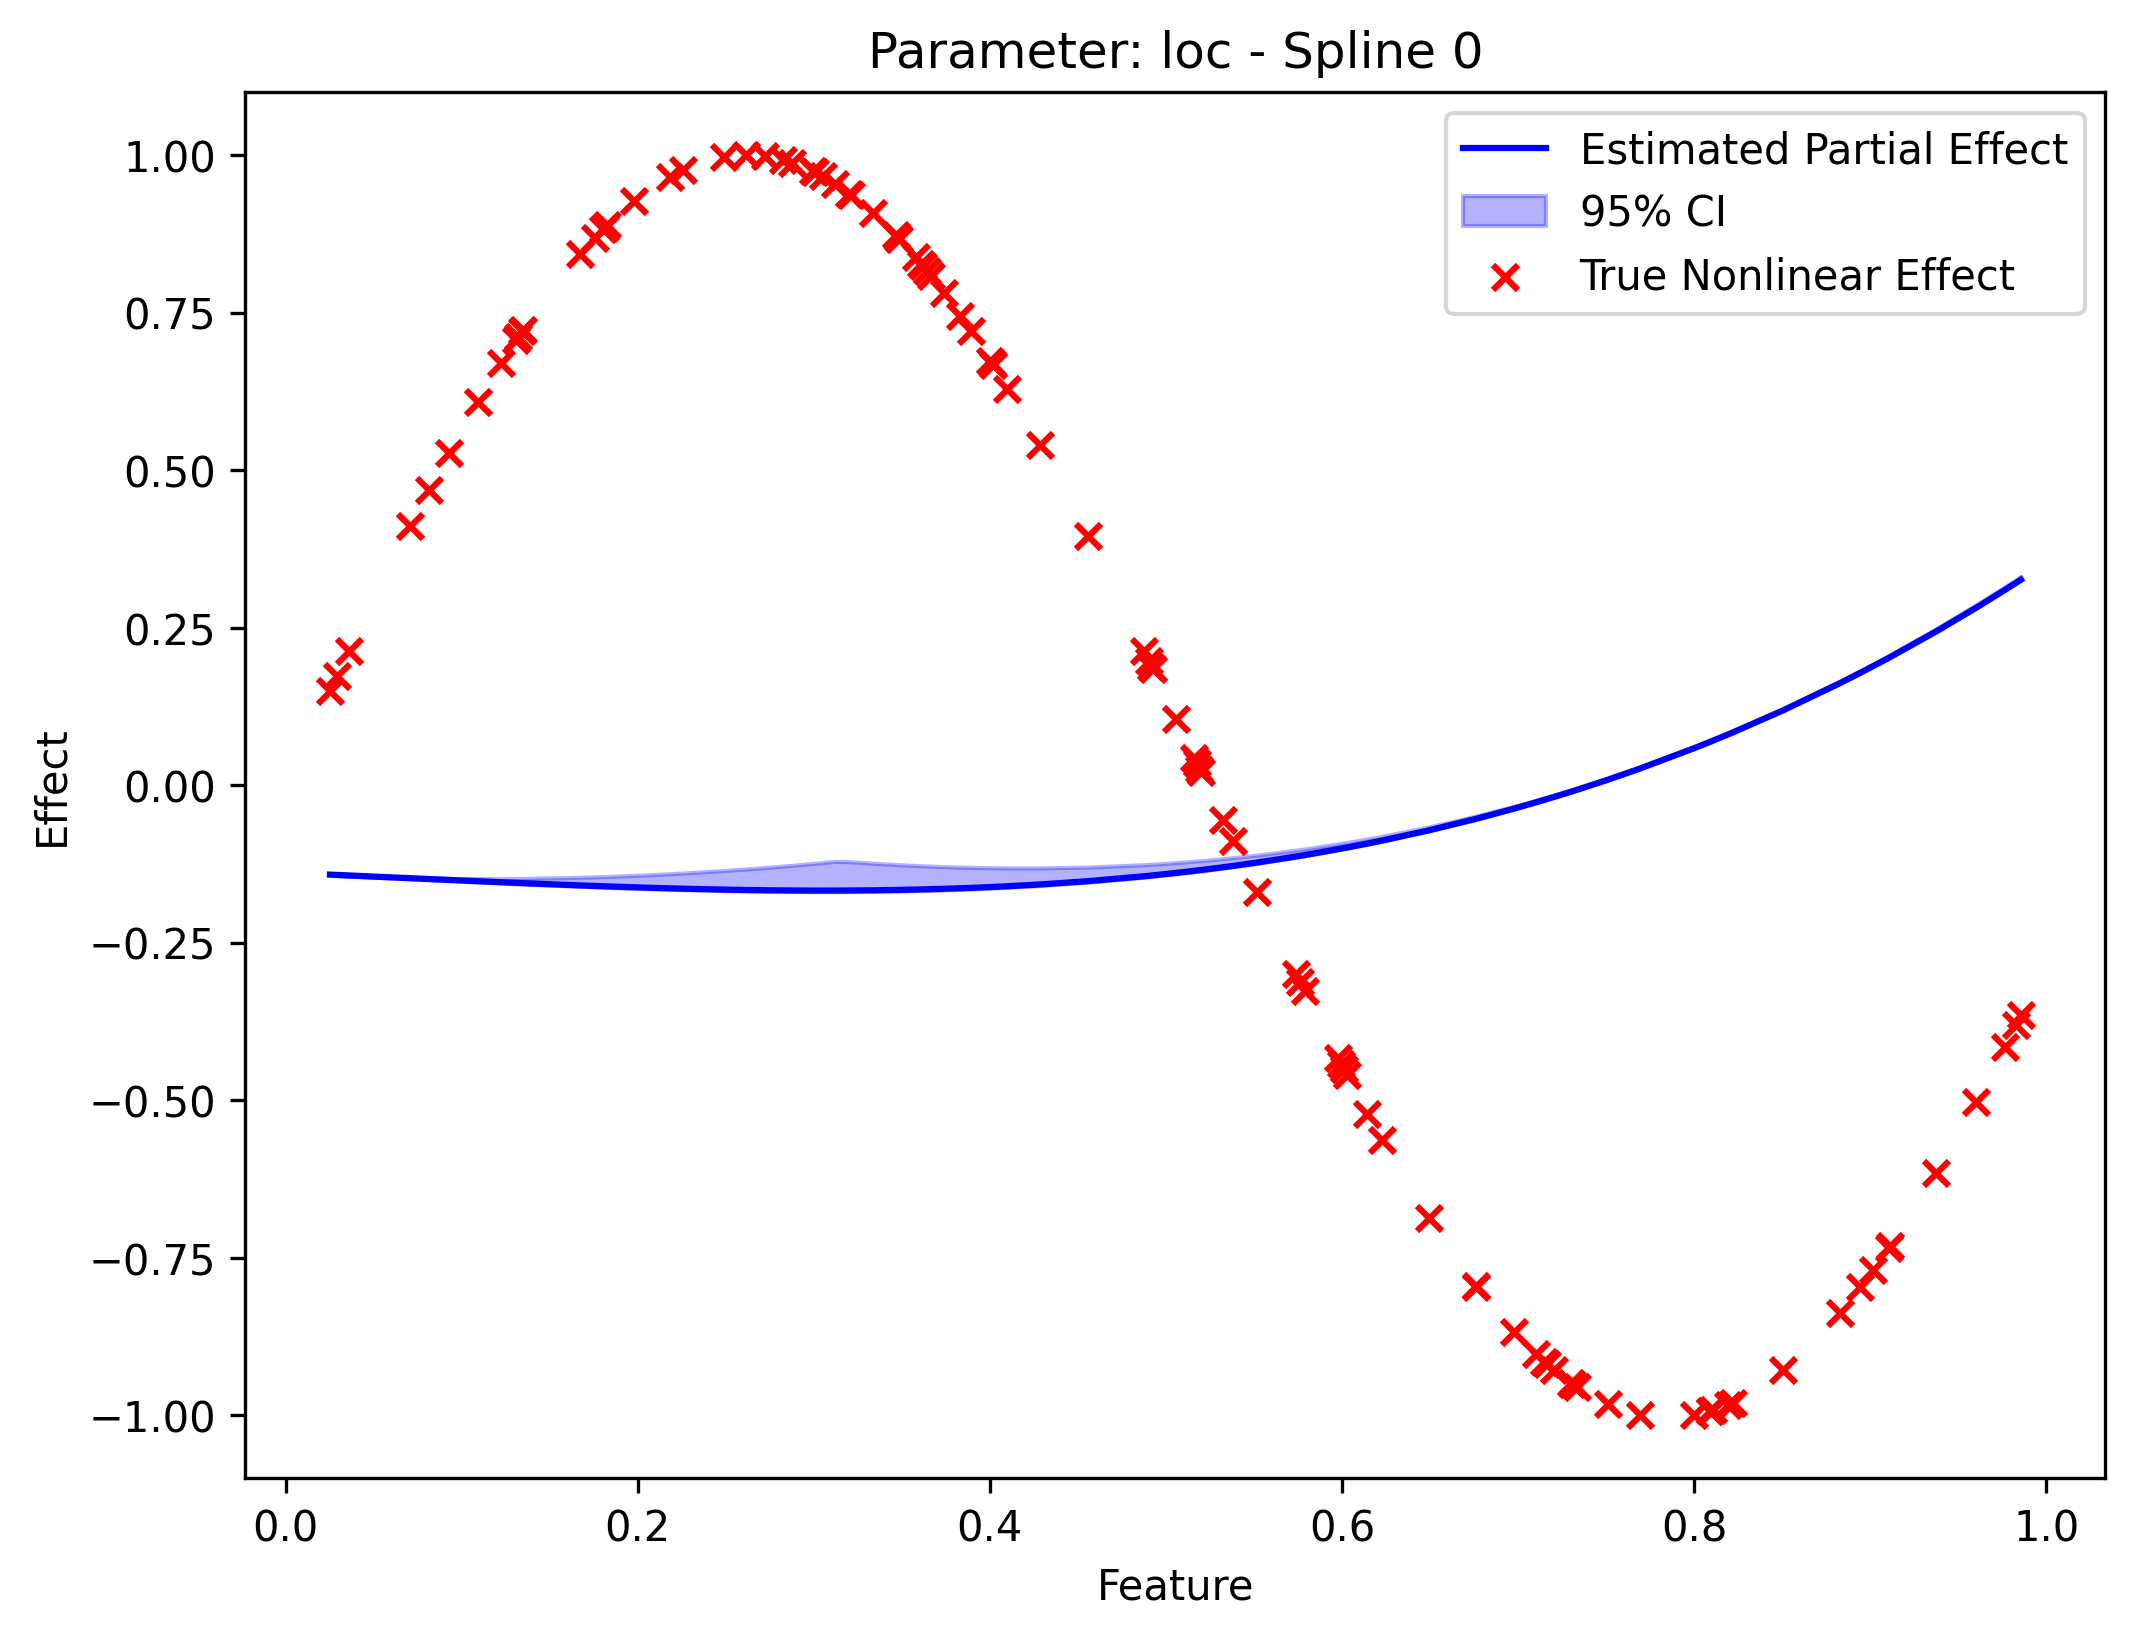 Parameter: loc - Spline 0
Estimated Partial Effect
95% CI
True Nonlinear Effect
1.00
0.75
0.50
0.25
0.00
−0.25
−0.50
−0.75
−1.00
Effect
0.0 0.2 0.4 0.6 0.8 1.0
Feature